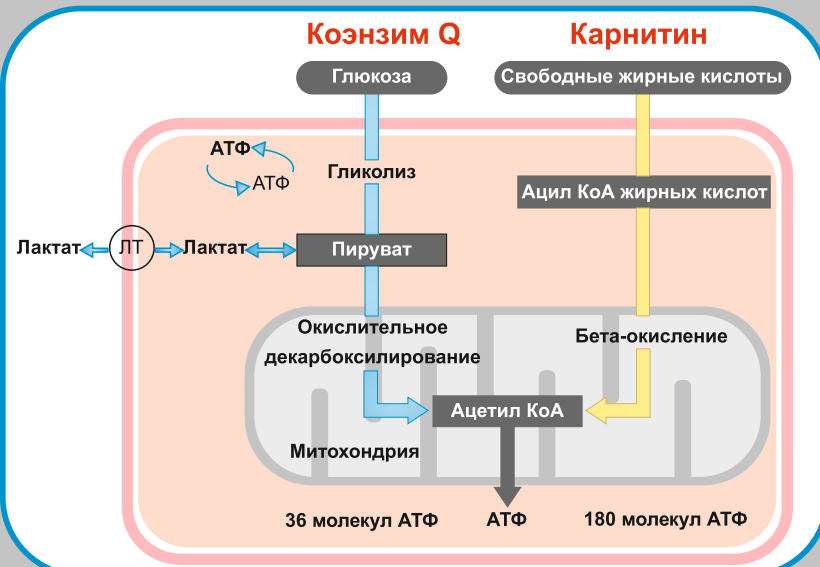 Коэнзим Q
Карнитин
Глюкоза
Свободные жирные кислоты
АТФ
АТФ
Гликолиз
Ацил КоА жирных кислот
Лактат
ЛТ
Лактат
Пируват
Окислительное
декарбоксилирование
Бета-окисление
Ацетил КоА
Митохондрия
36 молекул АТФ
АТФ
180 молекул АТФ